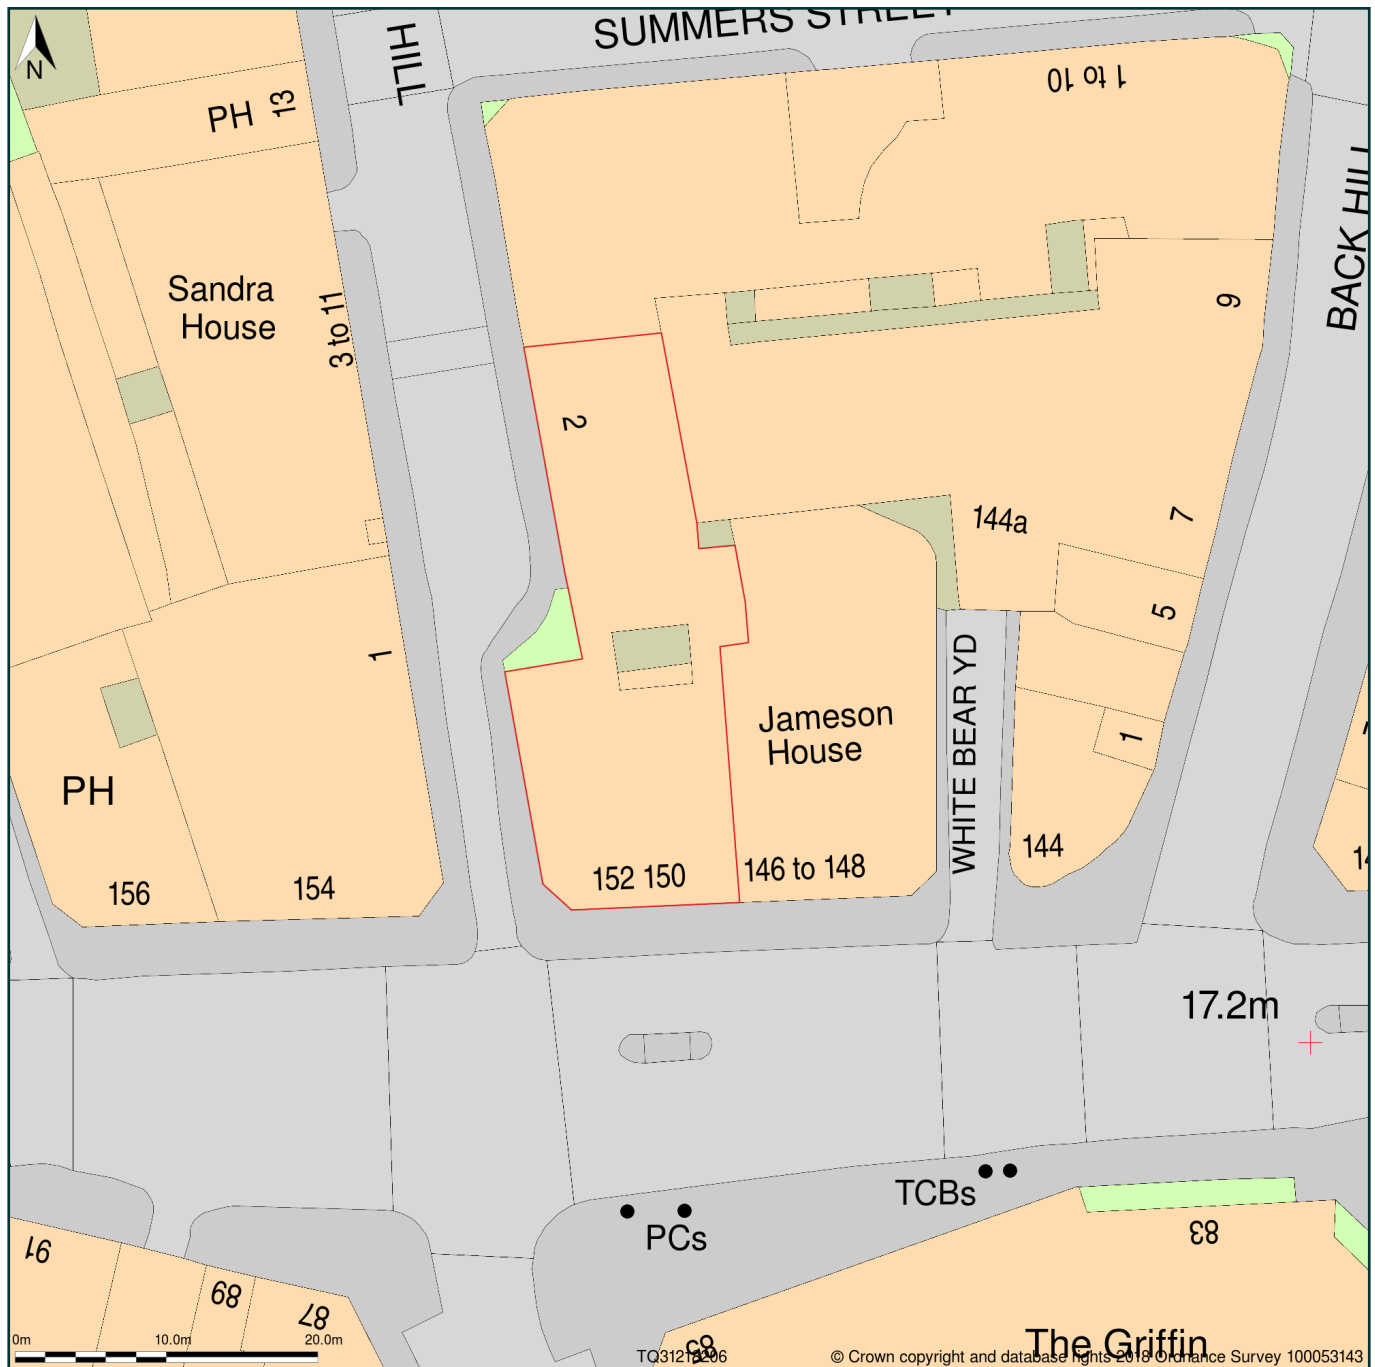 SUMMERS STREET
HILL
N
PH 13
1 to 10
BACK HILL
Sandra
House
3 to 11
9
2
7
144a
5
1
WHITE BEAR YD
Jameson
House
1
PH
144
152 150
146 to 148
156
154
17.2m
TCBs
PCs
83
91
89
87
The Griffin
0m 10.0m 20.0m
© Crown copyright and database rights 2018 Ordnance Survey 100053143